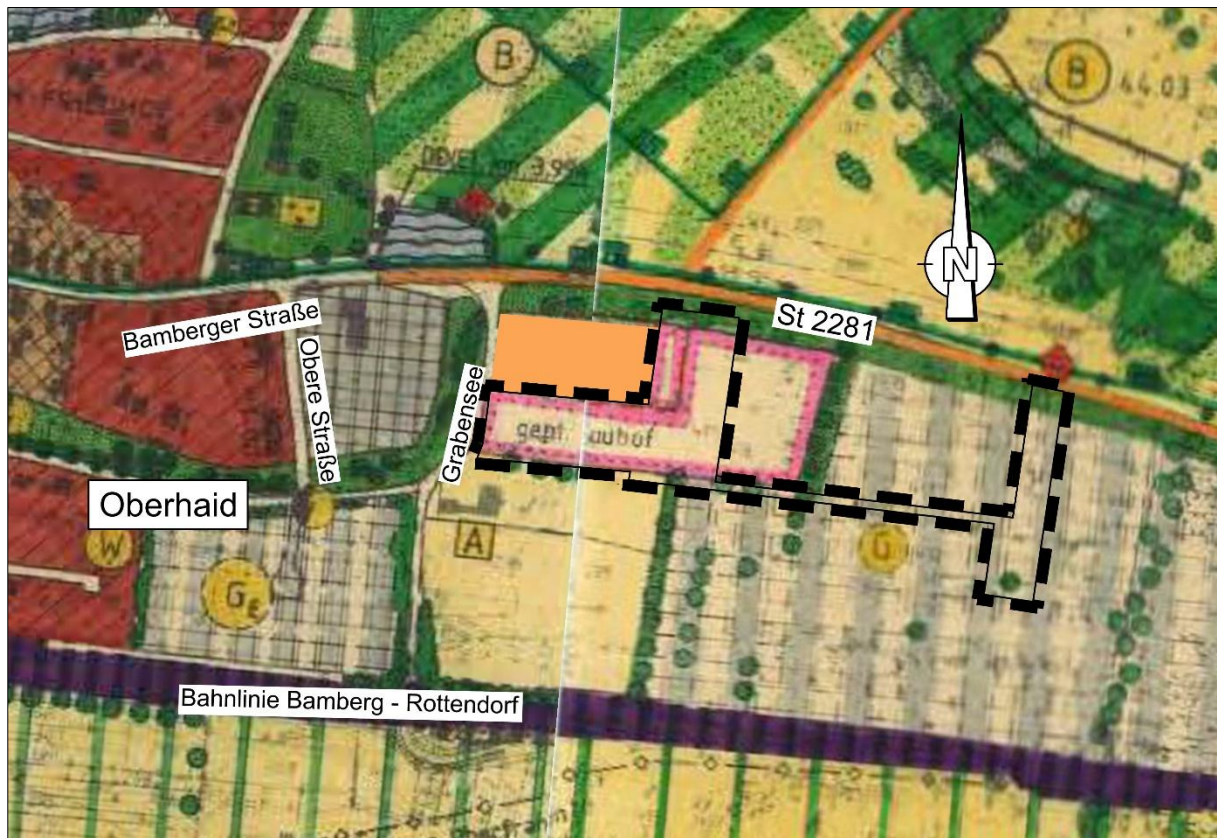 B
B
44.03
N
St 2281
Bamberger Straße
Obere Straße
Grabensee
Oberhaid
W
A
G
GE
Bahnlinie Bamberg - Rottendorf